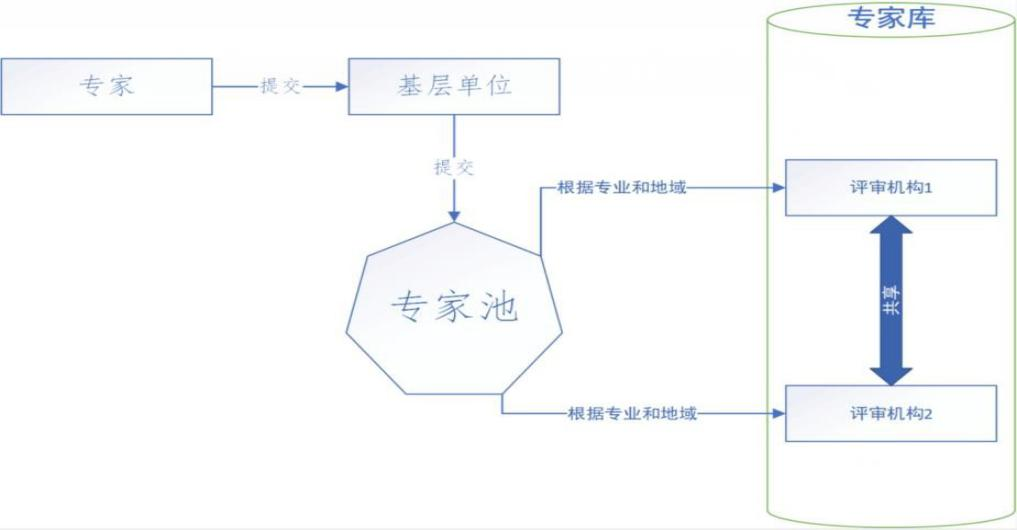 专家库
专家
提交
基层单位
提交
根据专业和地域
评审机构1
专家池
共享
根据专业和地域
评审机构2